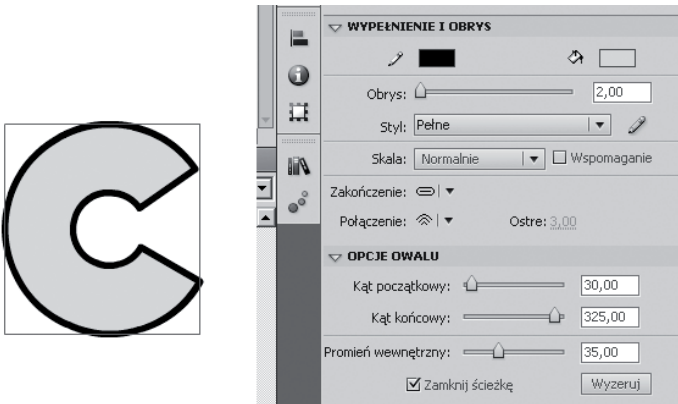 WYPEŁNIENIE I OBRYS
Obrys: 2,00
Styl: Pełne
Skala: Normalnie Wspomaganie
Zakończenie:
Połączenie: Ostre: 3,00
OPCJE OWALU
Kąt początkowy: 30,00
Kąt końcowy: 325,00
Promień wewnętrzny: 35,00
Zamknij ścieżkę Wyzeruj